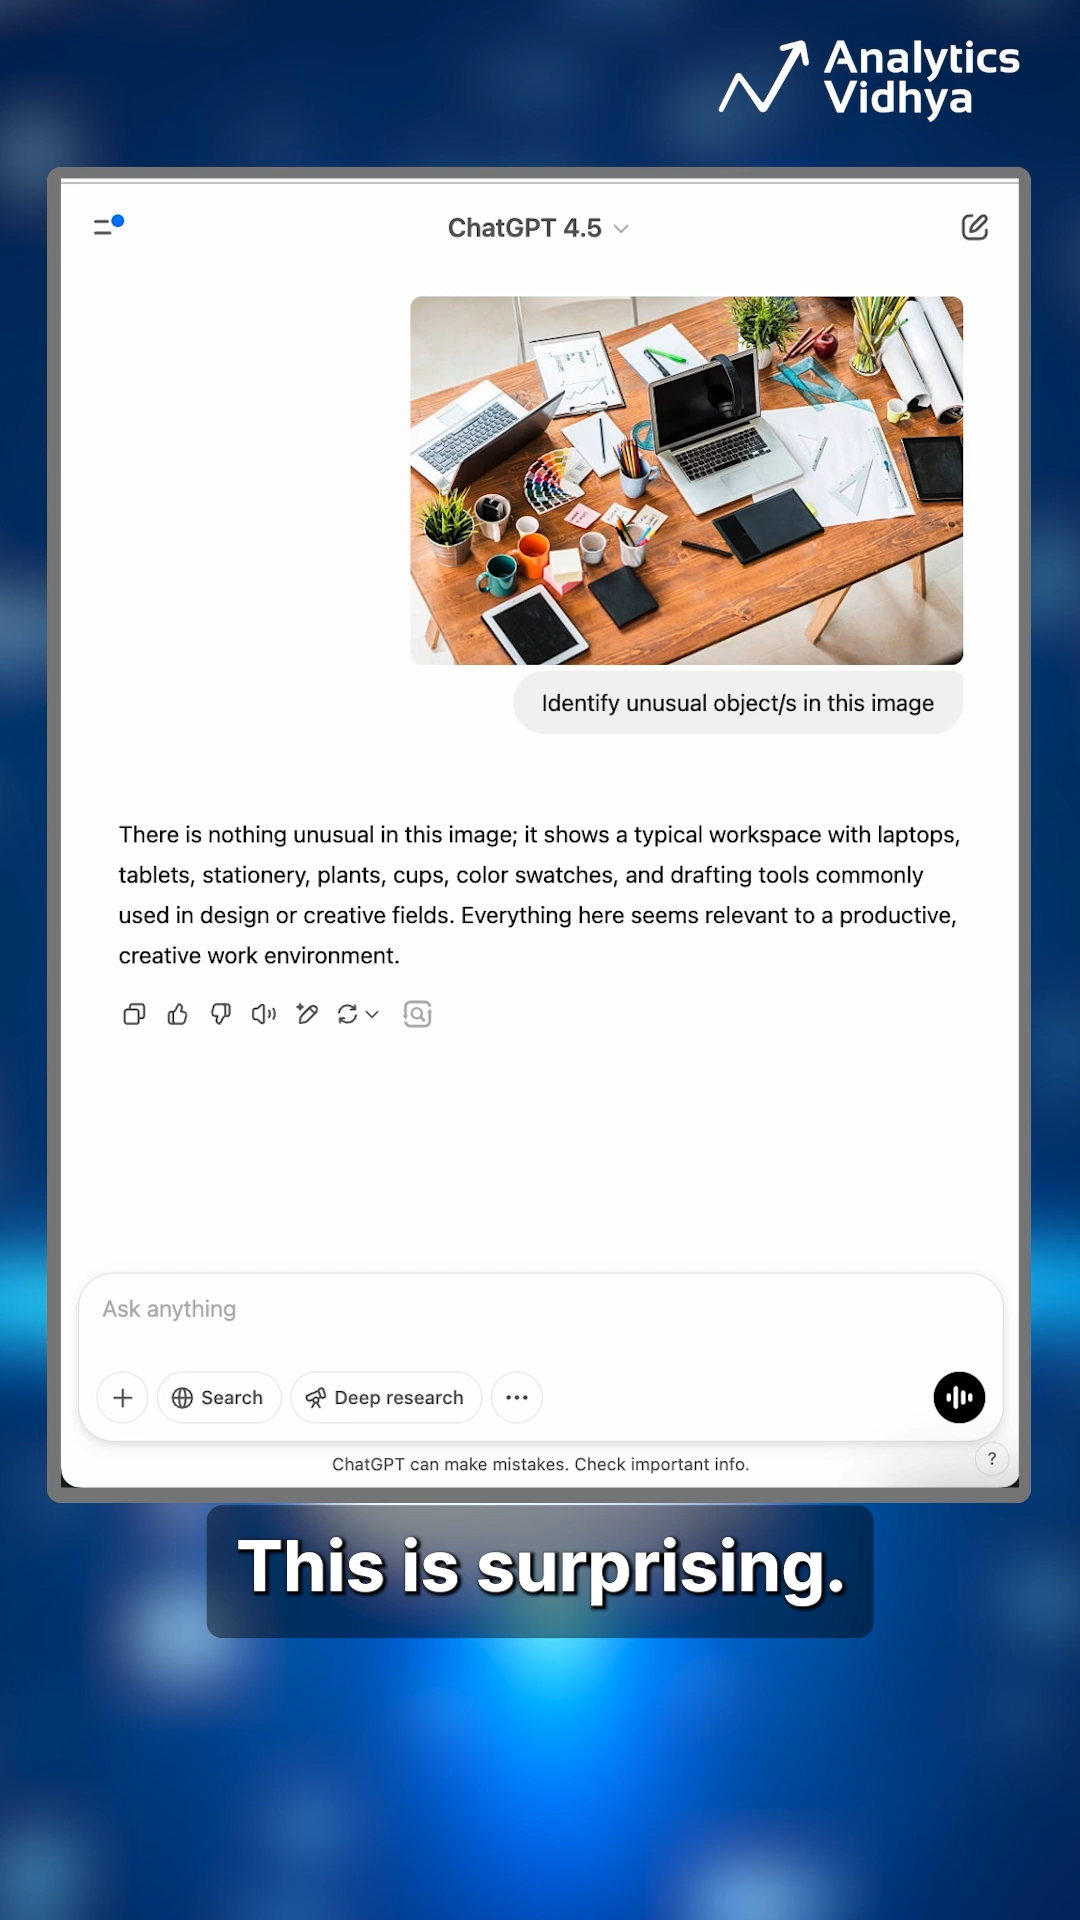 Analytics
Vidhya
ChatGPT 4.5
Identify unusual object/s in this image
There is nothing unusual in this image; it shows a typical workspace with laptops,
tablets, stationery, plants, cups, color swatches, and drafting tools commonly
used in design or creative fields. Everything here seems relevant to a productive,
creative work environment.
Ask anything
Search
Deep research
ChatGPT can make mistakes. Check important info.
?
This is surprising.